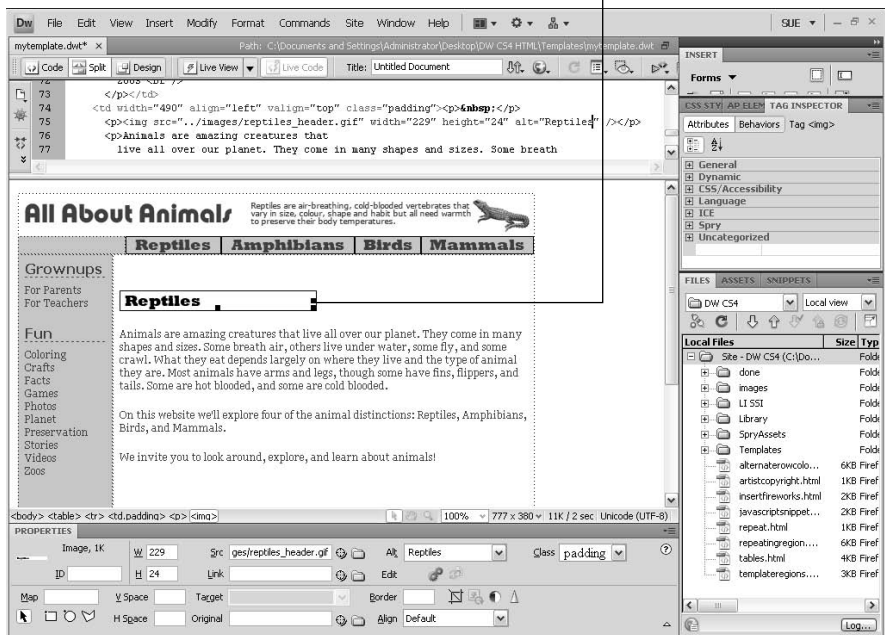 Dw File Edit View Insert Modify Format Commands Site Window Help SUE
mytemplate.dwt* × Path: C:\Documents and Settings\Administrator\Desktop\DW CS4 HTML\Templates\mytemplate.dwt
Code Split Design Live View Live Code Title: Untitled Document
73 </p></td>
74 <td width="490" align="left" valign="top" class="padding"><p>&nbsp;</p>
75 <p><img src="../images/reptiles_header.gif" width="229" height="24" alt="Reptiles" /></p>
76 <p>Animals are amazing creatures that
77 live all over our planet. They come in many shapes and sizes. Some breath
All About Animals
Reptiles are air-breathing, cold-blooded vertebrates that
vary in size, colour, shape and habit but all need warmth
to preserve their body temperatures.
Reptiles Amphibians Birds Mammals
Grownups
For Parents
For Teachers
Fun
Coloring
Crafts
Facts
Games
Photos
Planet
Preservation
Stories
Videos
Zoos
Reptiles
Animals are amazing creatures that live all over our planet. They come in many
shapes and sizes. Some breath air, others live under water, some fly, and some
crawl. What they eat depends largely on where they live and the type of animal
they are. Most animals have arms and legs, though some have fins, flippers, and
tails. Some are hot blooded, and some are cold blooded.
On this website we'll explore four of the animal distinctions: Reptiles, Amphibians,
Birds, and Mammals.
We invite you to look around, explore, and learn about animals!
<body> <table> <tr> <td.padding> <p> <img> 100% 777 x 380 11K / 2 sec Unicode (UTF-8)
PROPERTIES
Image, 1K W 229 Src ges/reptiles_header.gif Alt Reptiles Class padding
ID H 24 Link Edit
Map V Space Target Border
H Space Original Align Default
INSERT
Forms
CSS STY AP ELEM TAG INSPECTOR
Attributes Behaviors Tag <img>
General
Dynamic
CSS/Accessibility
Language
ICE
Spry
Uncategorized
FILES ASSETS SNIPPETS
DW CS4 Local view
Local Files Size Typ
Site - DW CS4 (C:\Do... Folde
done Folde
images Folde
LI SSI Folde
Library Folde
SpryAssets Folde
Templates Folde
alternaterowcolo... 6KB Firef
artistcopyright.html 1KB Firef
insertfireworks.html 2KB Firef
javascriptsnippet... 2KB Firef
repeat.html 1KB Firef
repeatingregion.... 6KB Firef
tables.html 4KB Firef
templateregions.... 3KB Firef
Log...